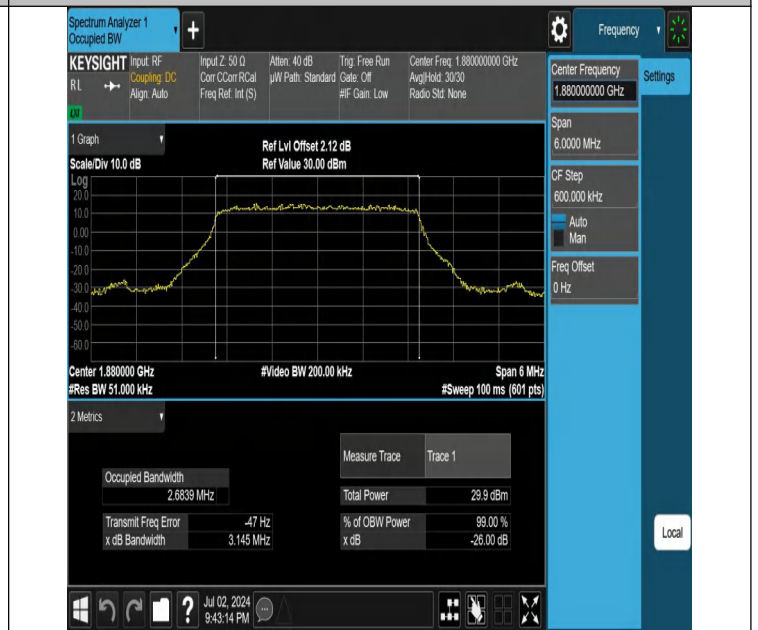 Spectrum Analyzer 1
Occupied BW
+
Frequency
KEYSIGHT
RL
LXI
Input: RF
Coupling: DC
Align: Auto
Input Z: 50 Ω
Corr CCorr RCal
Freq Ref: Int (S)
Atten: 40 dB
µW Path: Standard
Trig: Free Run
Gate: Off
#IF Gain: Low
Center Freq: 1.880000000 GHz
Avg|Hold: 30/30
Radio Std: None
Center Frequency
1.880000000 GHz
Settings
Span
6.0000 MHz
CF Step
600.000 kHz
Auto
Man
Freq Offset
0 Hz
Local
1 Graph
Scale/Div 10.0 dB
Ref Lvl Offset 2.12 dB
Ref Value 30.00 dBm
Log
20.0
10.0
0.00
-10.0
-20.0
-30.0
-40.0
-50.0
-60.0
Center 1.880000 GHz
#Video BW 200.00 kHz
Span 6 MHz
#Res BW 51.000 kHz
#Sweep 100 ms (601 pts)
2 Metrics
Measure Trace
Trace 1
Occupied Bandwidth
2.6839 MHz
Total Power
29.9 dBm
Transmit Freq Error
-47 Hz
% of OBW Power
99.00 %
x dB Bandwidth
3.145 MHz
x dB
-26.00 dB
?
Jul 02, 2024
9:43:14 PM